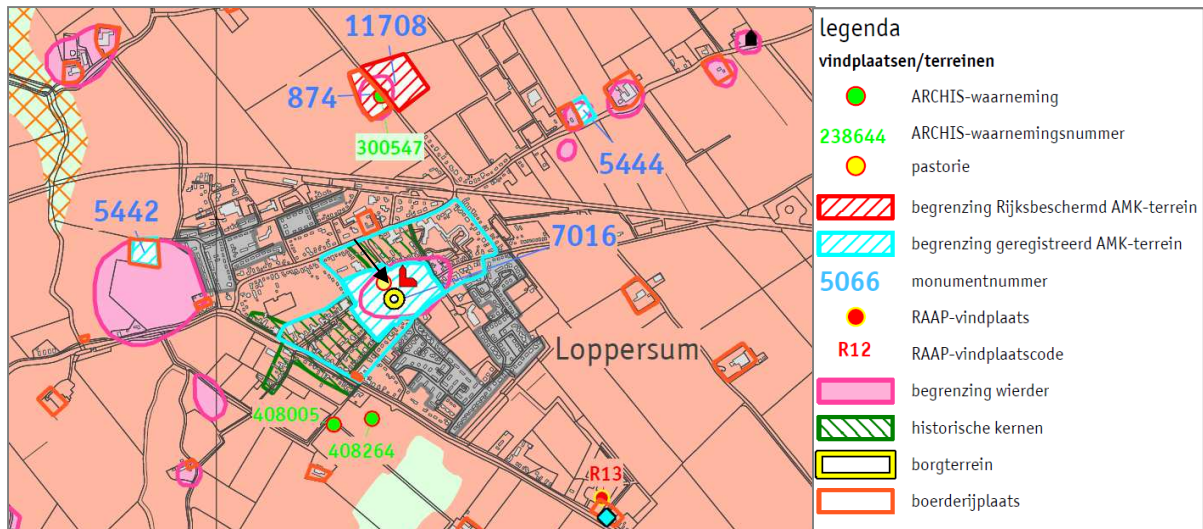 11708
874
300547
5444
5442
7016
Loppersum
408005
408264
R13
legenda
vindplaatsen/terreinen
ARCHIS-waarneming
238644 ARCHIS-waarnemingsnummer
pastorie
begrenzing Rijksbeschermd AMK-terrein
begrenzing geregistreerd AMK-terrein
5066 monumentnummer
RAAP-vindplaats
R12 RAAP-vindplaatscode
begrenzing wierder
historische kernen
borgterrein
boerderijplaats